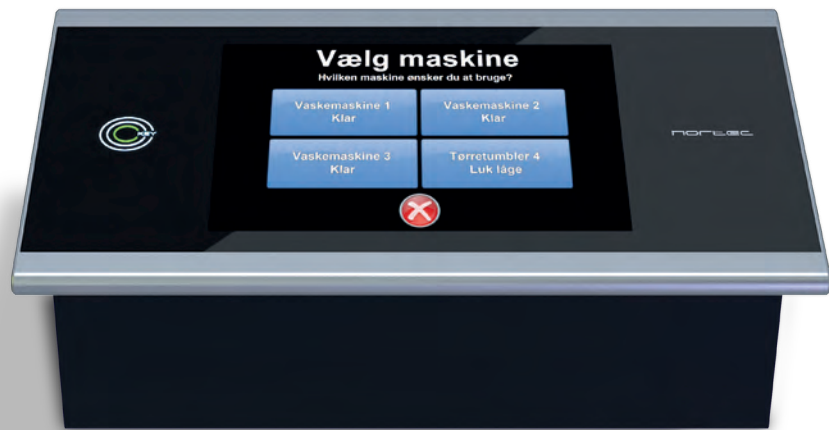 Vælg maskine
Hvilken maskine ønsker du at bruge?
Vaskemaskine 1
Klar
Vaskemaskine 2
Klar
KEY
nortec
Vaskemaskine 3
Klar
Tørretumbler 4
Luk låge